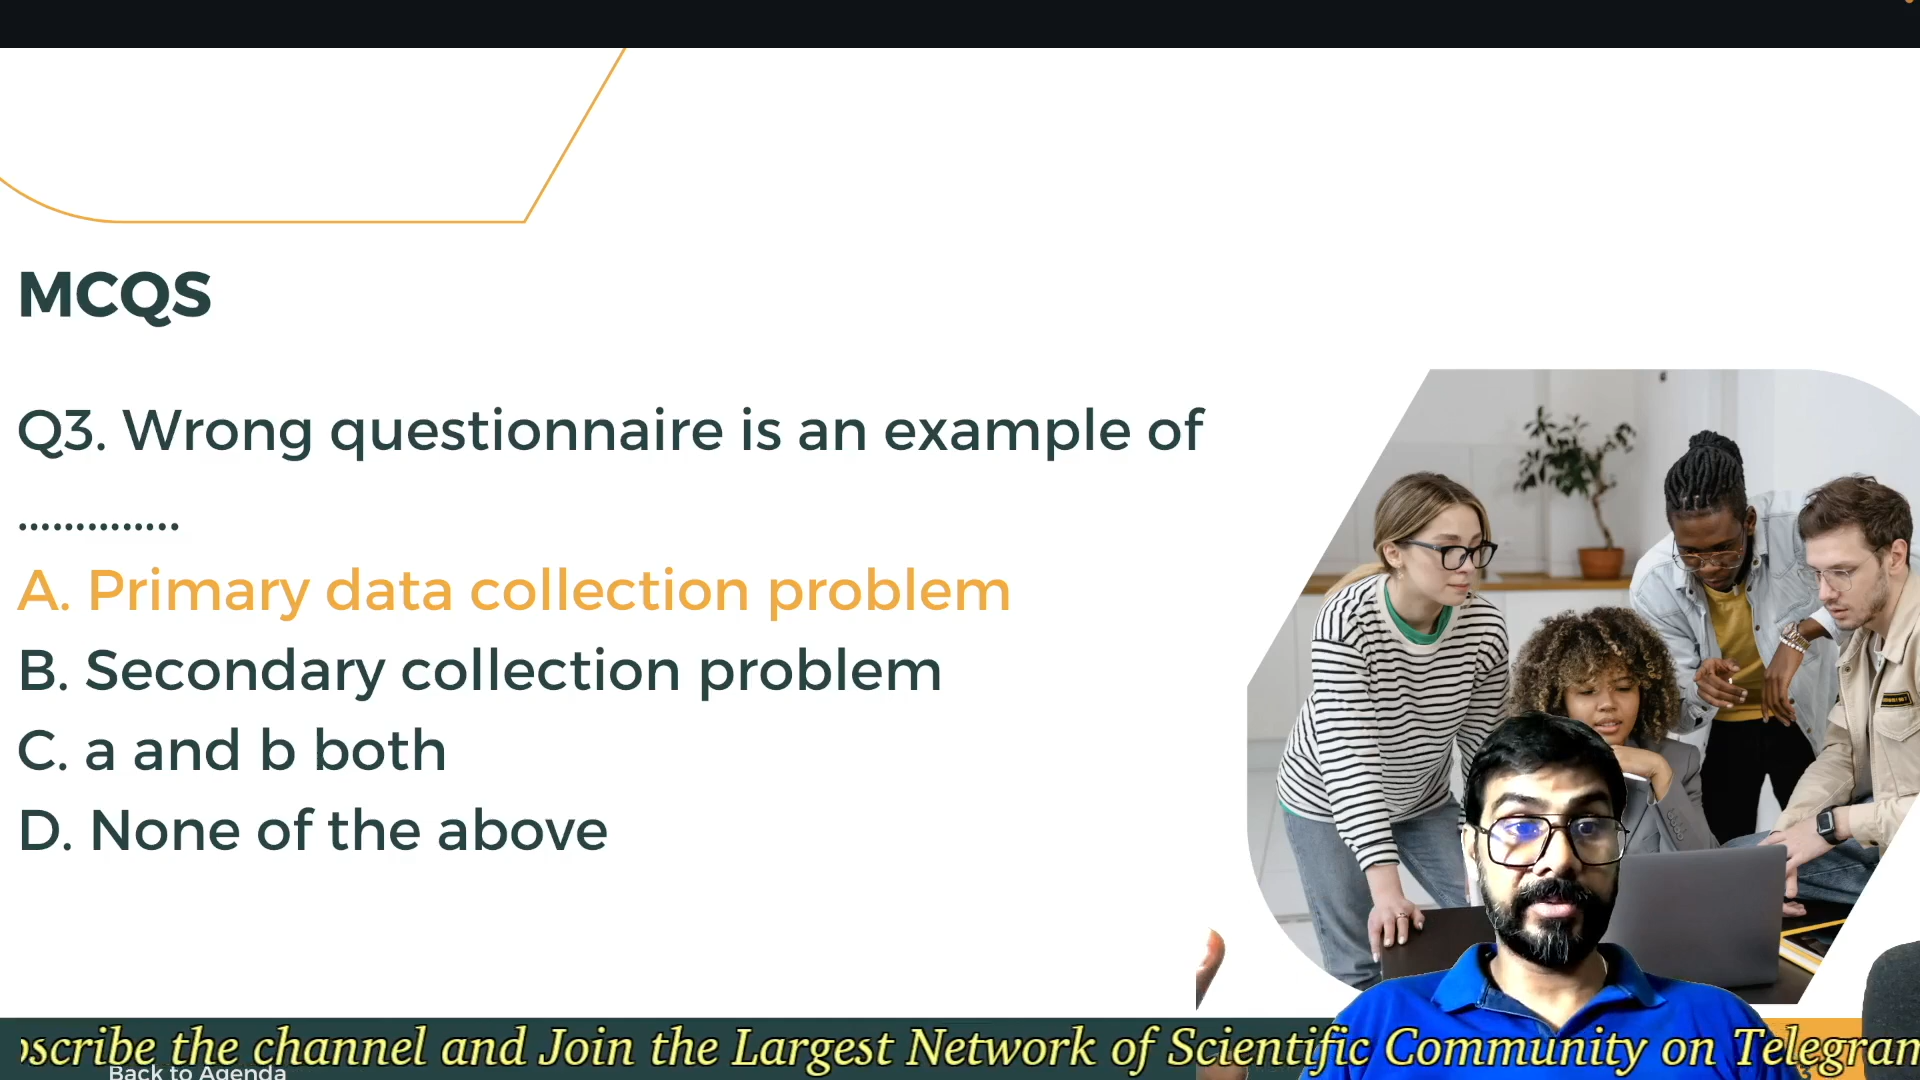 MCQS
Q3. Wrong questionnaire is an example of
..............
A. Primary data collection problem
B. Secondary collection problem
C. a and b both
D. None of the above
scribe the channel and Join the Largest Network of Scientific Community on Telegram
Back to Agenda